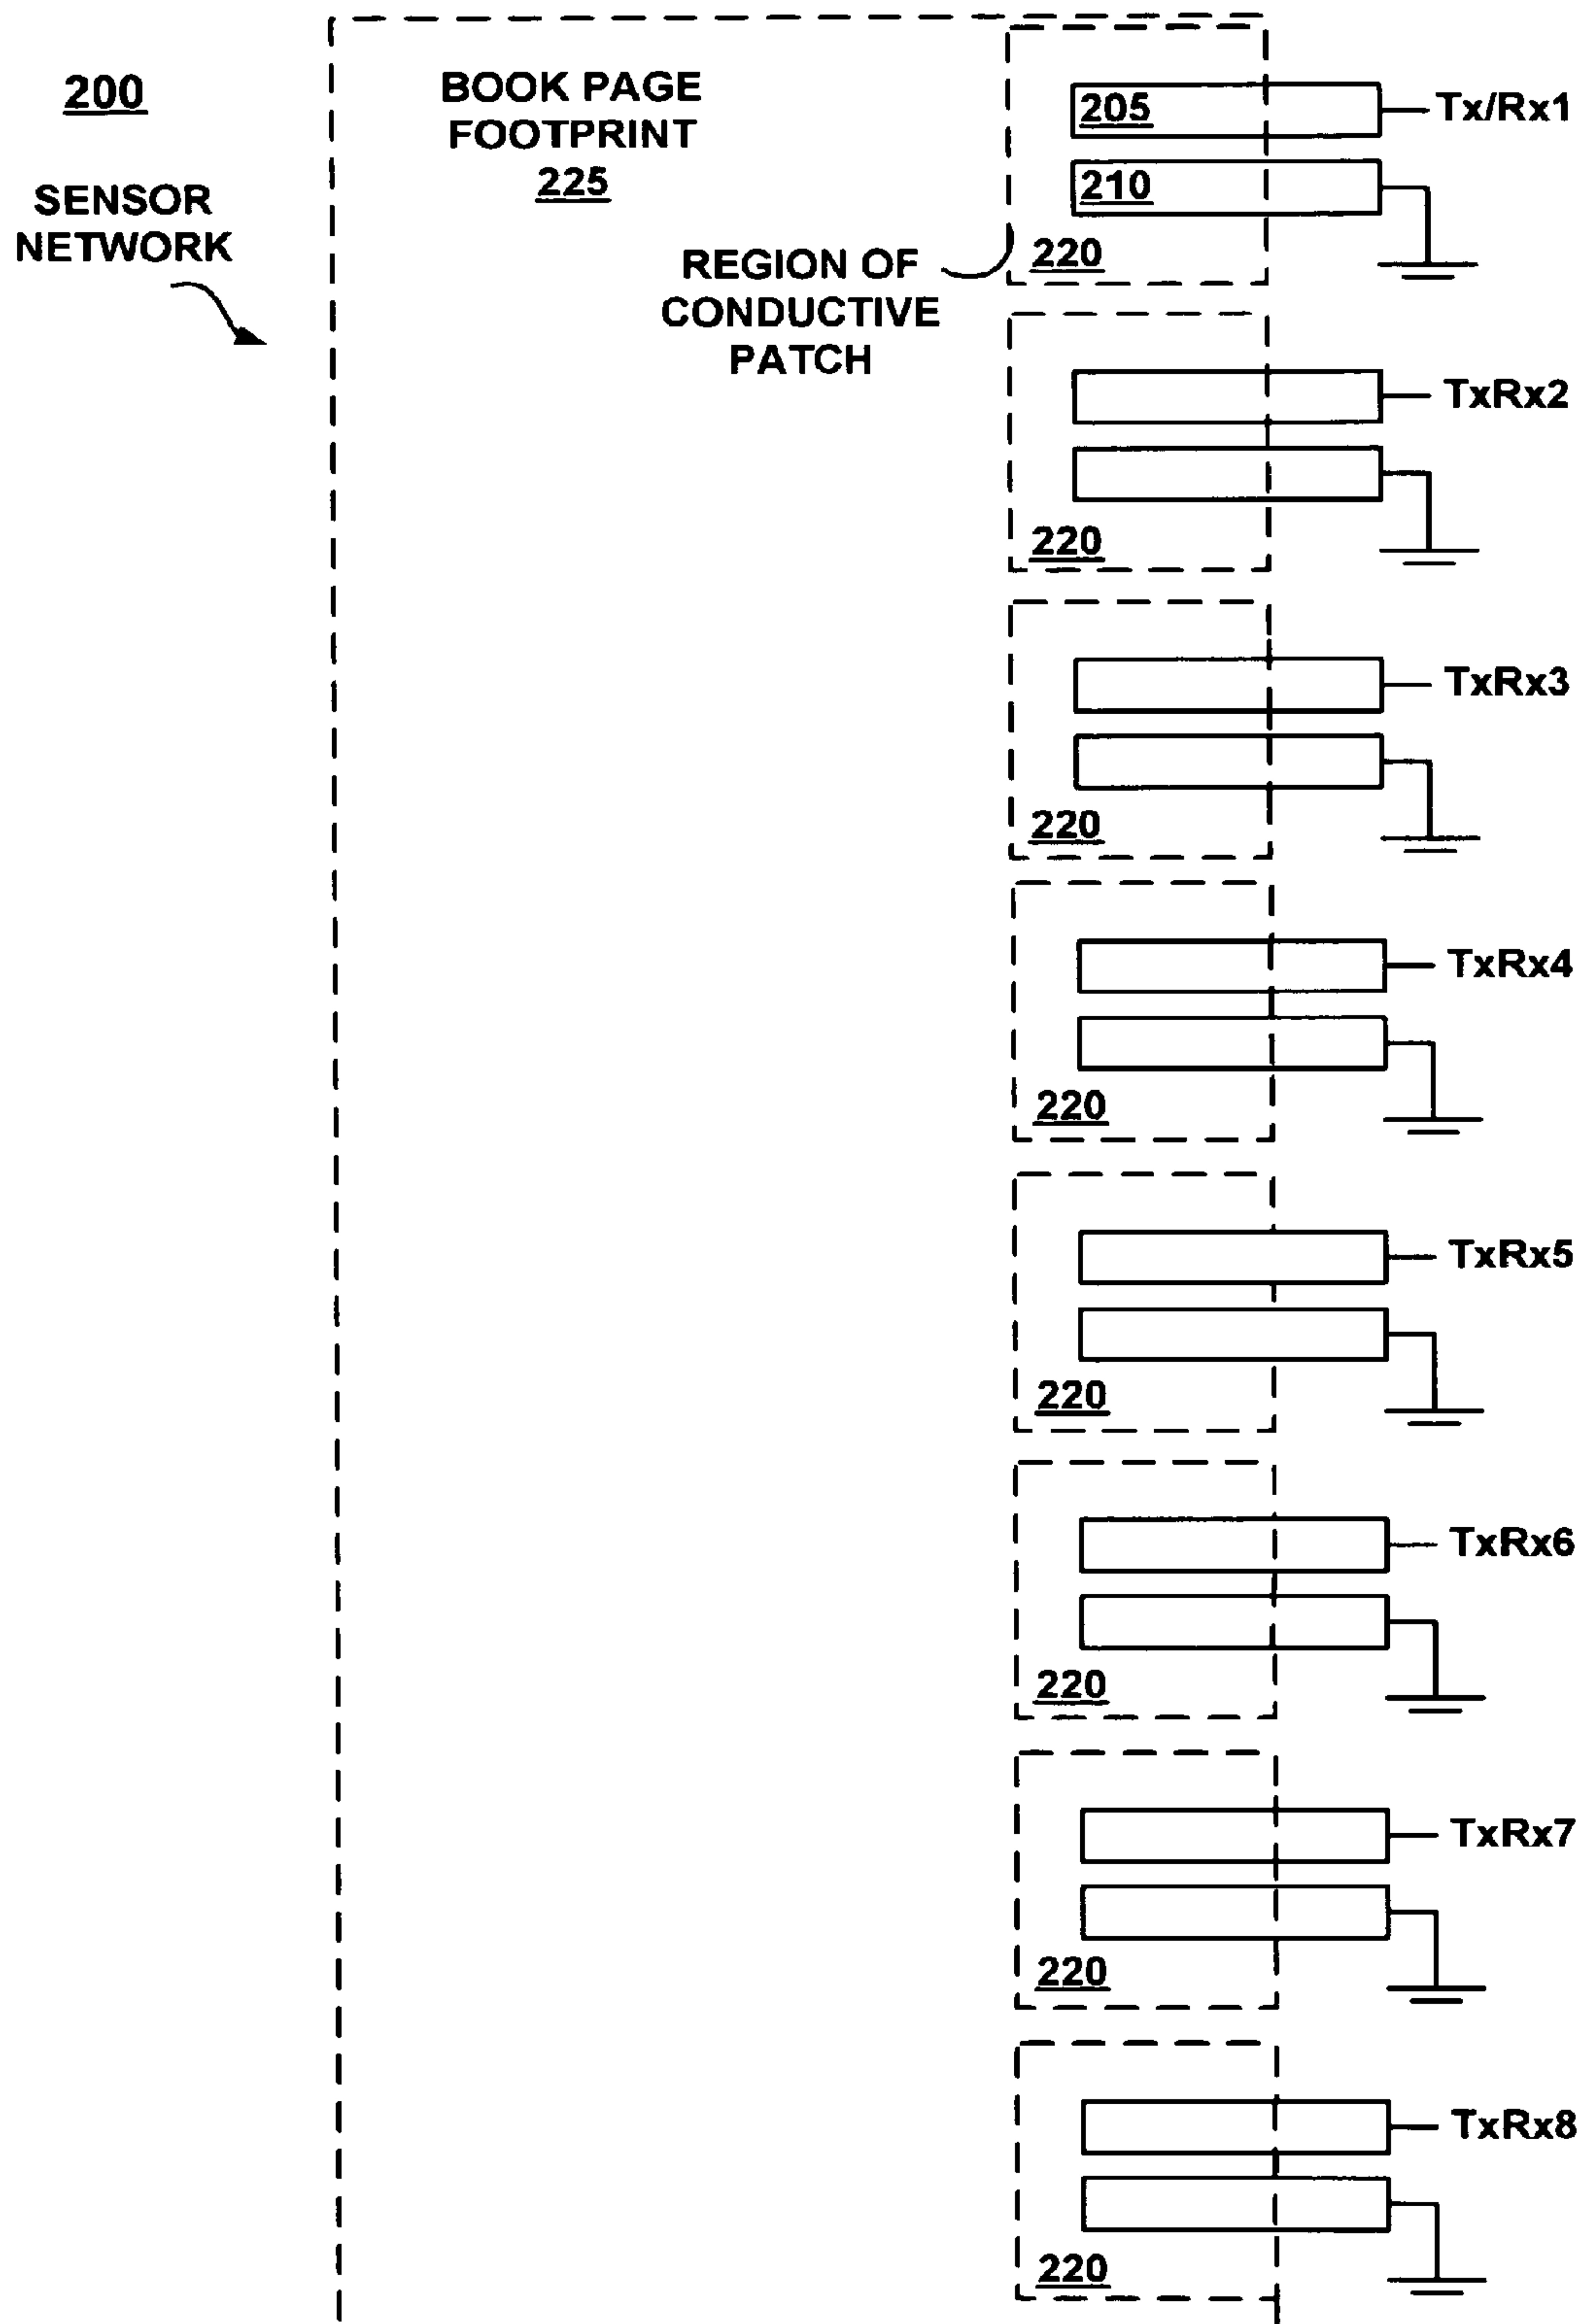 200
SENSOR
NETWORK
BOOK PAGE
FOOTPRINT
225
REGION OF
CONDUCTIVE
PATCH
205
Tx/Rx1
210
220
TxRx2
220
TxRx3
220
TxRx4
220
TxRx5
220
TxRx6
220
TxRx7
220
TxRx8
220